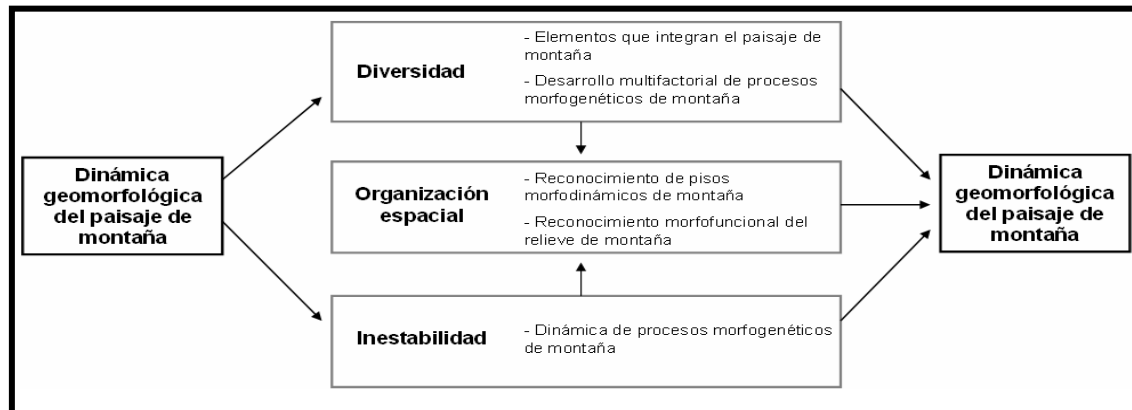 Dinámica
geomorfológica
del paisaje de
montaña
Diversidad
- Elementos que integran el paisaje de
montaña
- Desarrollo multifactorial de procesos
morfogenéticos de montaña
Organización
espacial
- Reconocimiento de pisos
morfodinámicos de montaña
- Reconocimiento morfofuncional del
relieve de montaña
Inestabilidad
- Dinámica de procesos morfogenéticos
de montaña
Dinámica
geomorfológica
del paisaje de
montaña